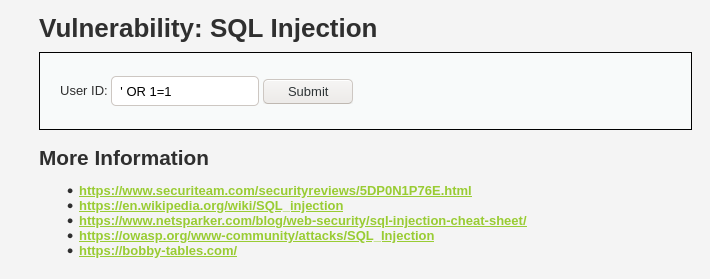 Vulnerability: SQL Injection
User ID: ' OR 1=1 Submit
More Information
https://www.securiteam.com/securityreviews/5DP0N1P76E.html
https://en.wikipedia.org/wiki/SQL_injection
https://www.netsparker.com/blog/web-security/sql-injection-cheat-sheet/
https://owasp.org/www-community/attacks/SQL_Injection
https://bobby-tables.com/